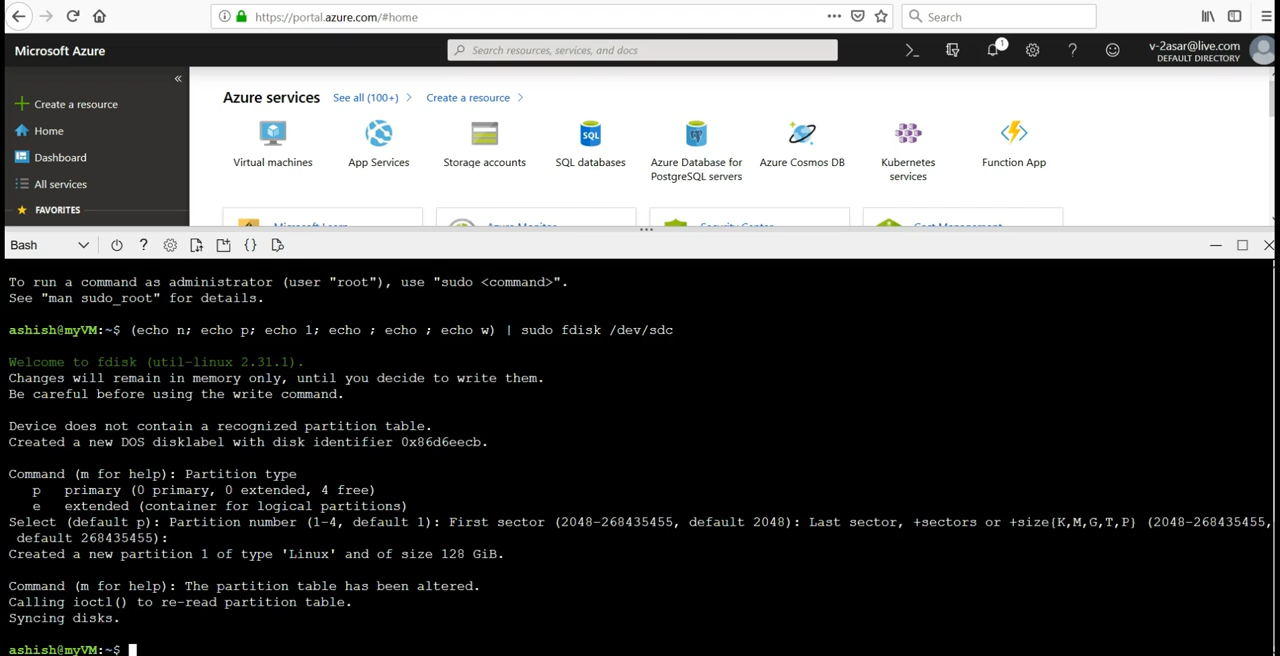 https://portal.azure.com/#home
Search
Microsoft Azure
Search resources, services, and docs
1
v-2asar@live.com
DEFAULT DIRECTORY
«
Create a resource
Home
Dashboard
All services
FAVORITES
Azure services See all (100+) > Create a resource >
SQL
Virtual machines
App Services
Storage accounts
SQL databases
Azure Database for
PostgreSQL servers
Azure Cosmos DB
Kubernetes
services
Function App
Microsoft Learn
Azure Monitor
Security Center
Cost Management
Bash
?
{}
To run a command as administrator (user "root"), use "sudo <command>".
See "man sudo_root" for details.
ashish@myVM:~$ (echo n; echo p; echo 1; echo ; echo ; echo w) | sudo fdisk /dev/sdc
Welcome to fdisk (util-linux 2.31.1).
Changes will remain in memory only, until you decide to write them.
Be careful before using the write command.
Device does not contain a recognized partition table.
Created a new DOS disklabel with disk identifier 0x86d6eecb.
Command (m for help): Partition type
p primary (0 primary, 0 extended, 4 free)
e extended (container for logical partitions)
Select (default p): Partition number (1-4, default 1): First sector (2048-268435455, default 2048): Last sector, +sectors or +size{K,M,G,T,P} (2048-268435455,
default 268435455):
Created a new partition 1 of type 'Linux' and of size 128 GiB.
Command (m for help): The partition table has been altered.
Calling ioctl() to re-read partition table.
Syncing disks.
ashish@myVM:~$